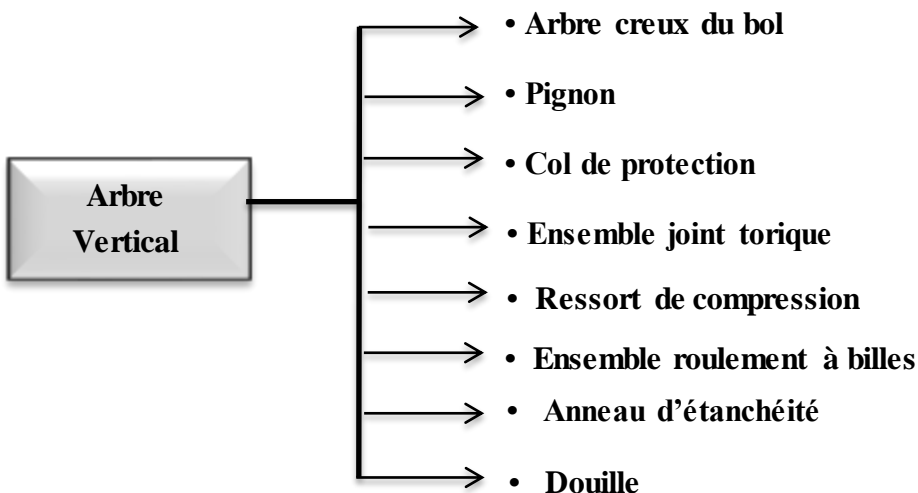 Arbre
Vertical
• Arbre creux du bol
• Pignon
• Col de protection
• Ensemble joint torique
• Ressort de compression
• Ensemble roulement à billes
• Anneau d’étanchéité
• Douille